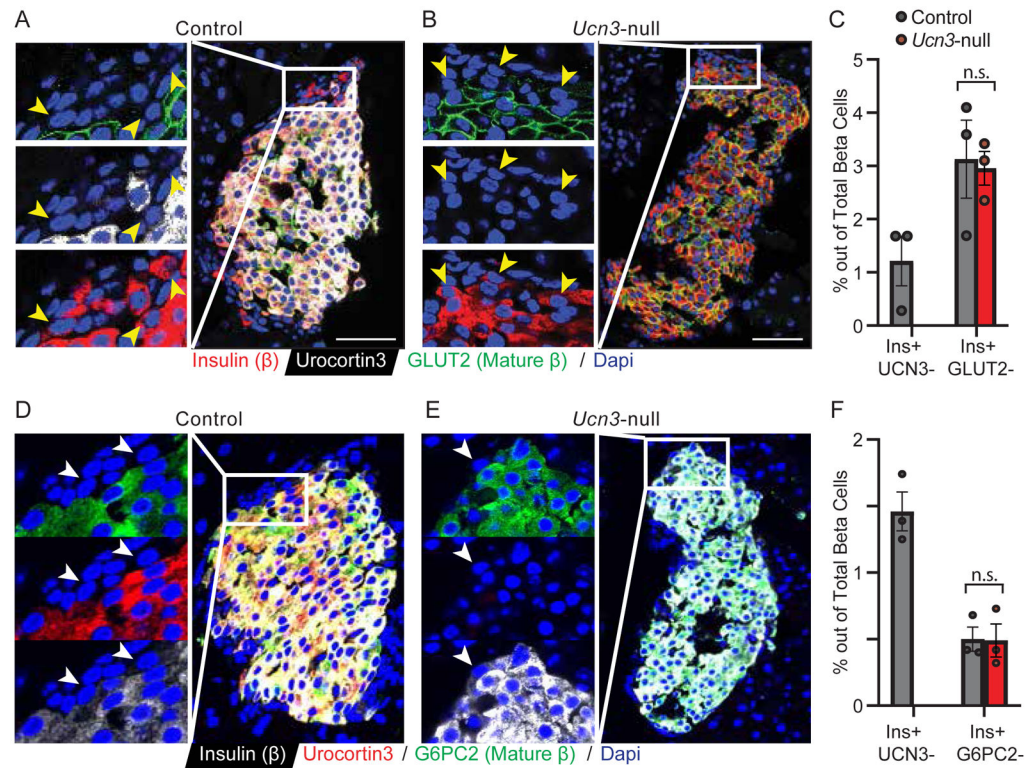 A
Control
B
Ucn3-null
C
Control
Ucn3-null
n.s.
% out of Total Beta Cells
5
4
3
2
1
0
Ins+
UCN3-
Ins+
GLUT2-
Insulin (β) Urocortin3 GLUT2 (Mature β) / Dapi
D
Control
E
Ucn3-null
F
n.s.
% out of Total Beta Cells
2
1
0
Ins+
UCN3-
Ins+
G6PC2-
Insulin (β) Urocortin3 / G6PC2 (Mature β) / Dapi